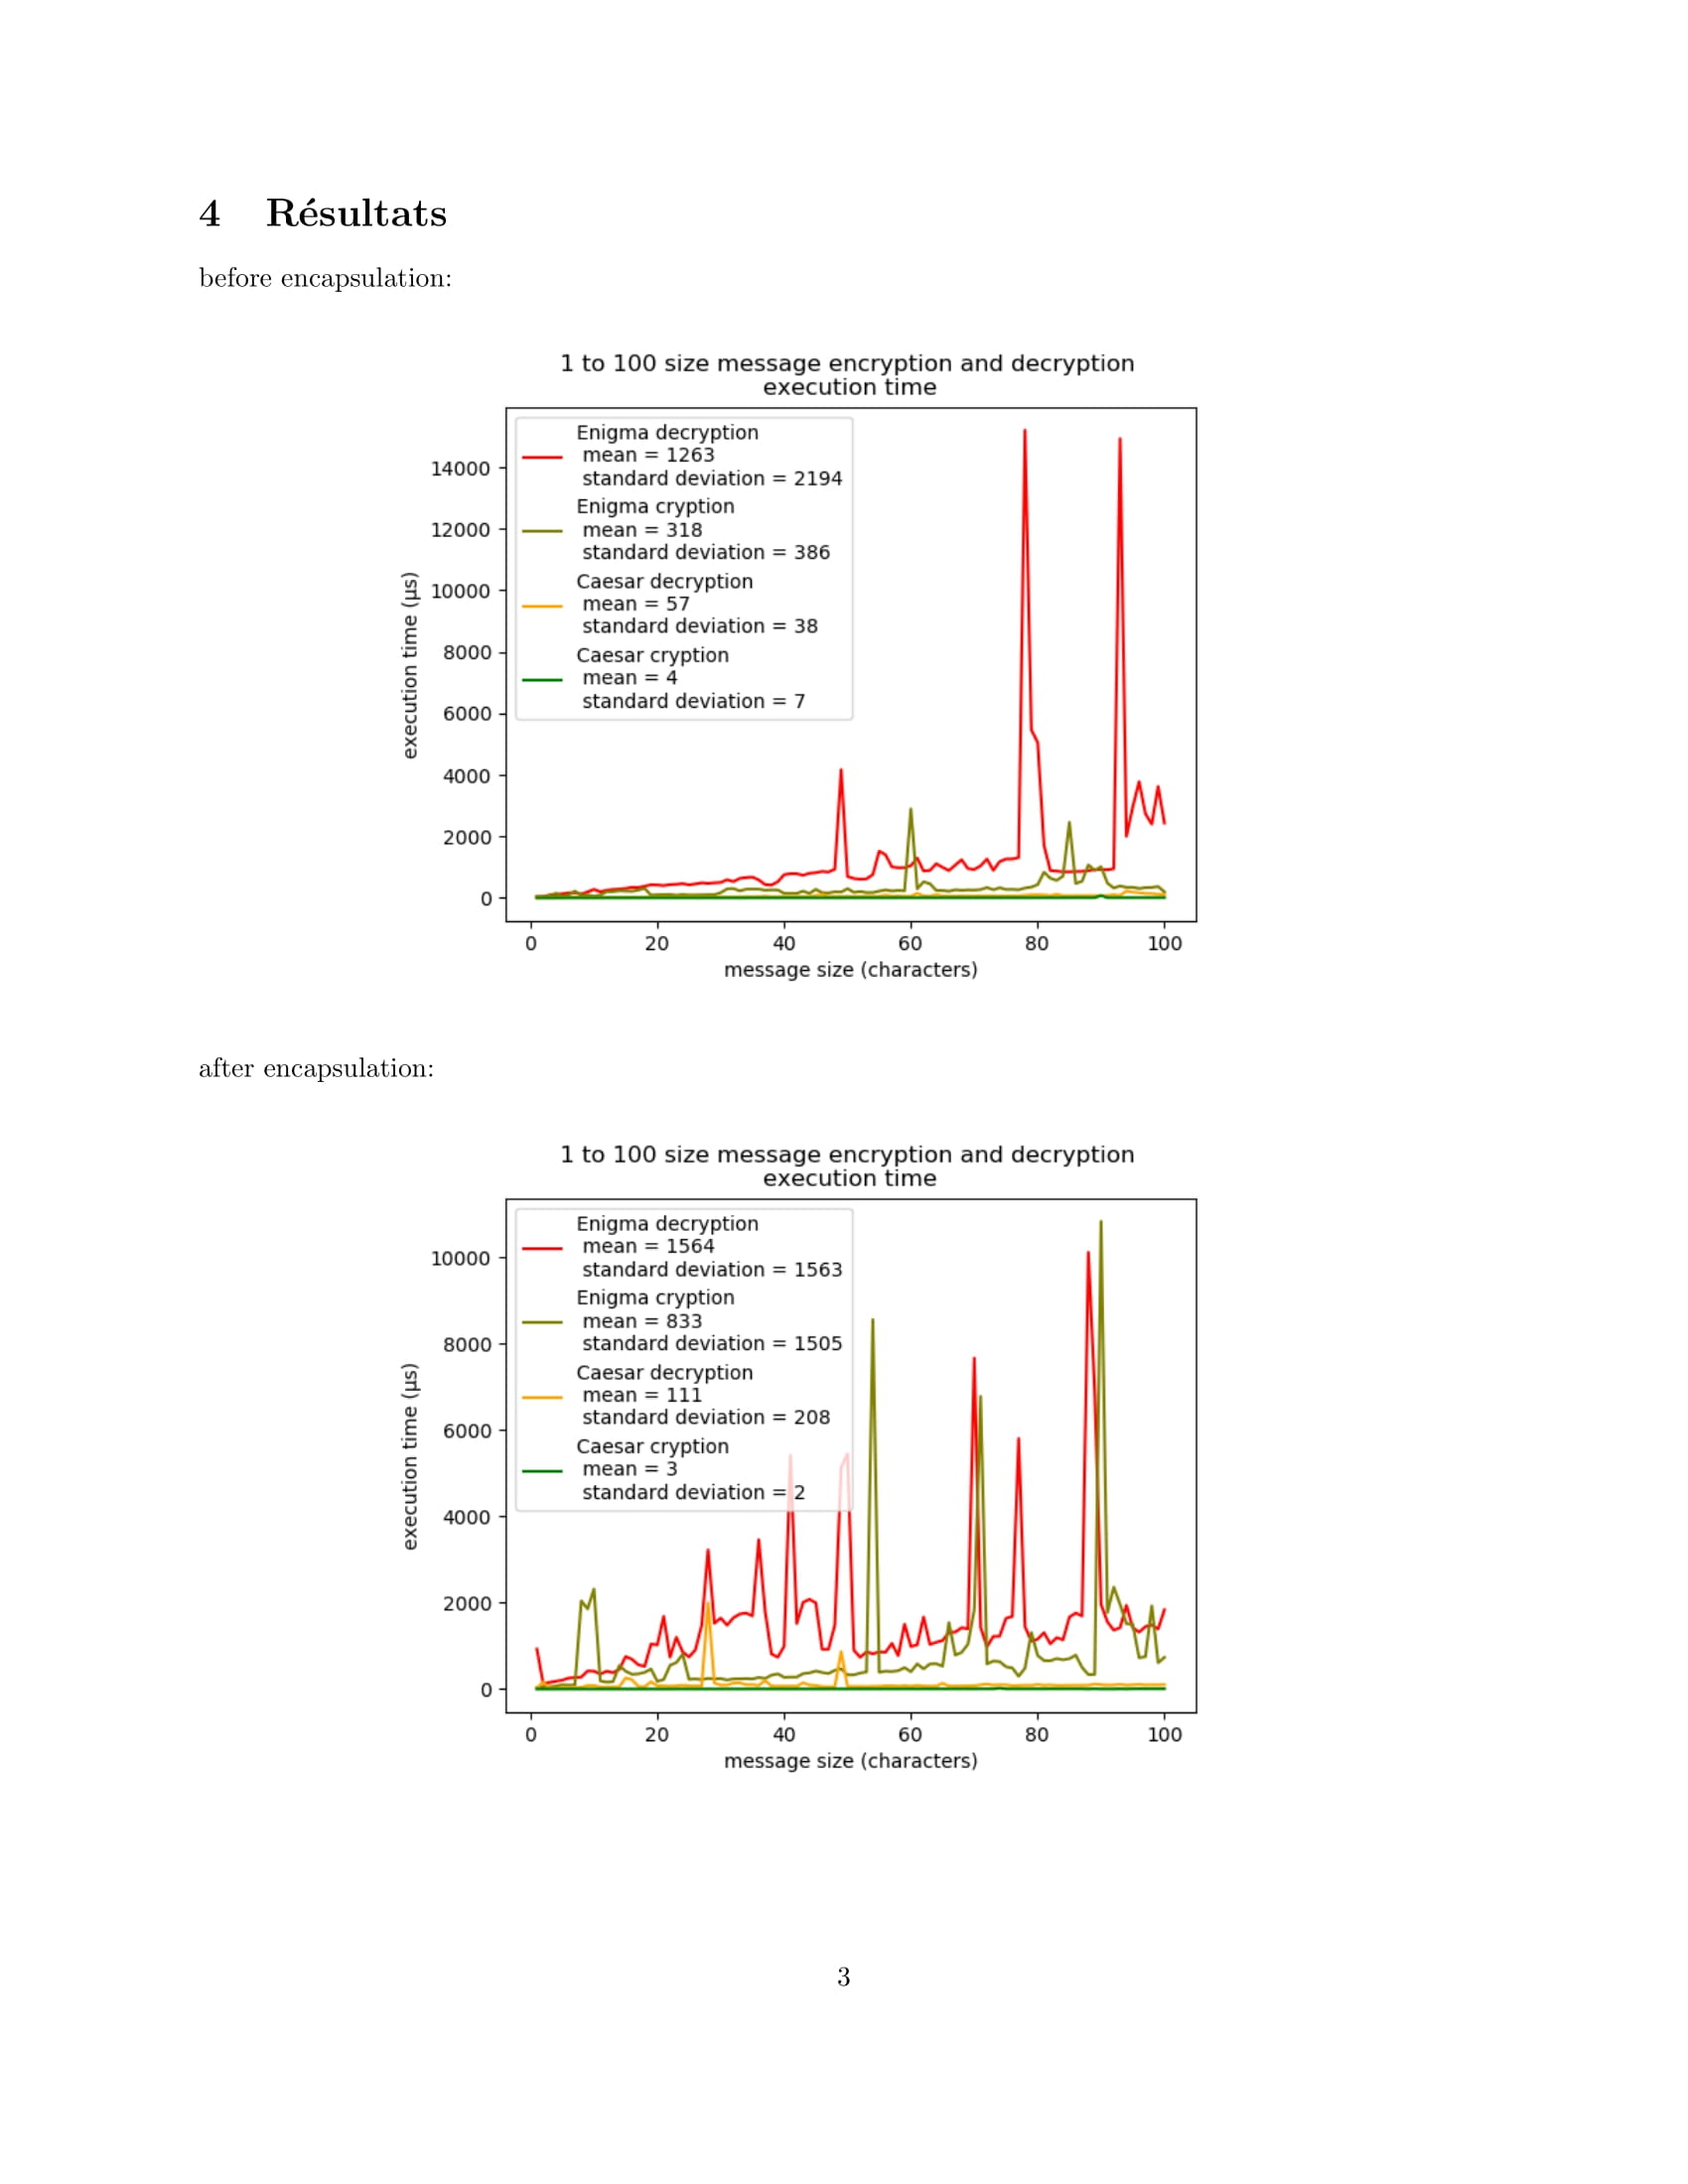 4 Résultats
before encapsulation:
1 to 100 size message encryption and decryption
execution time
Enigma decryption
mean = 1263
standard deviation = 2194
Enigma cryption
mean = 318
standard deviation = 386
Caesar decryption
mean = 57
standard deviation = 38
Caesar cryption
mean = 4
standard deviation = 7
14000
12000
10000
8000
6000
4000
2000
0
execution time (µs)
0 20 40 60 80 100
message size (characters)
after encapsulation:
1 to 100 size message encryption and decryption
execution time
Enigma decryption
mean = 1564
standard deviation = 1563
Enigma cryption
mean = 833
standard deviation = 1505
Caesar decryption
mean = 111
standard deviation = 208
Caesar cryption
mean = 3
standard deviation = 2
10000
8000
6000
4000
2000
0
execution time (µs)
0 20 40 60 80 100
message size (characters)
3